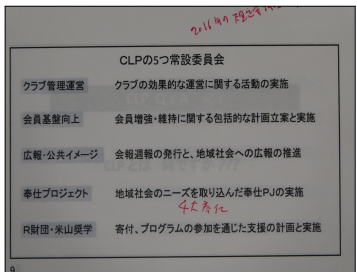 CLPの5つ常設委員会
クラブ管理運営 クラブの効果的な運営に関する活動の実施
会員基盤向上 会員増強・維持に関する包括的な計画立案と実施
広報・公共イメージ 会報週報の発行と、地域社会への広報の推進
奉仕プロジェクト 地域社会のニーズを取り込んだ奉仕PJの実施
4大奉仕
R財団・米山奨学 寄付、プログラムの参加を通じた支援の計画と実施
9